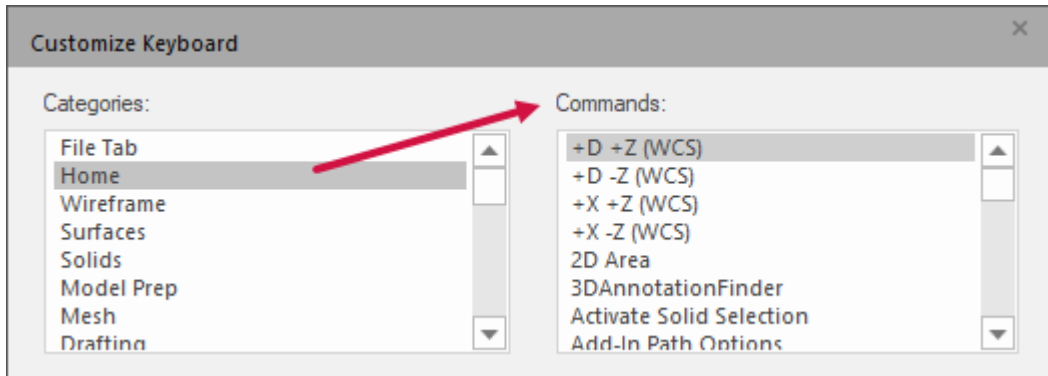 Customize Keyboard
Categories:
File Tab
Home
Wireframe
Surfaces
Solids
Model Prep
Mesh
Drafting
Commands:
+D +Z (WCS)
+D -Z (WCS)
+X +Z (WCS)
+X -Z (WCS)
2D Area
3DAnnotationFinder
Activate Solid Selection
Add-In Path Options